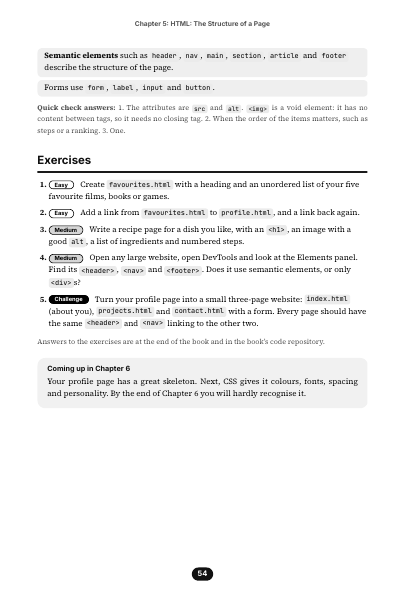 Chapter 5: HTML: The Structure of a Page
Semantic elements such as header, nav, main, section, article and footer
describe the structure of the page.
Forms use form, label, input and button.
Quick check answers: 1. The attributes are src and alt. <img> is a void element: it has no
content between tags, so it needs no closing tag. 2. When the order of the items matters, such as
steps or a ranking. 3. One.
Exercises
1. Easy Create favourites.html with a heading and an unordered list of your five
favourite films, books or games.
2. Easy Add a link from favourites.html to profile.html, and a link back again.
3. Medium Write a recipe page for a dish you like, with an <h1>, an image with a
good alt, a list of ingredients and numbered steps.
4. Medium Open any large website, open DevTools and look at the Elements panel.
Find its <header>, <nav> and <footer>. Does it use semantic elements, or only
<div>s?
5. Challenge Turn your profile page into a small three-page website: index.html
(about you), projects.html and contact.html with a form. Every page should have
the same <header> and <nav> linking to the other two.
Answers to the exercises are at the end of the book and in the book's code repository.
Coming up in Chapter 6
Your profile page has a great skeleton. Next, CSS gives it colours, fonts, spacing
and personality. By the end of Chapter 6 you will hardly recognise it.
54